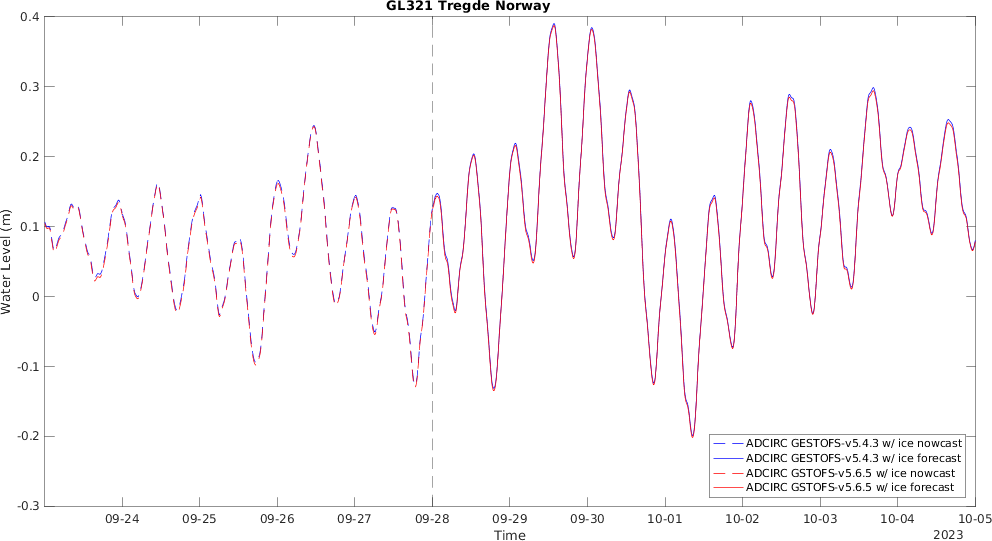 GL321 Tregde Norway
0.4
0.3
0.2
0.1
0
-0.1
-0.2
-0.3
Water Level (m)
ADCIRC GESTOFS-v5.4.3 w/ ice nowcast
ADCIRC GESTOFS-v5.4.3 w/ ice forecast
ADCIRC GSTOFS-v5.6.5 w/ ice nowcast
ADCIRC GSTOFS-v5.6.5 w/ ice forecast
09-24 09-25 09-26 09-27 09-28 09-29 09-30 10-01 10-02 10-03 10-04 10-05
Time
2023